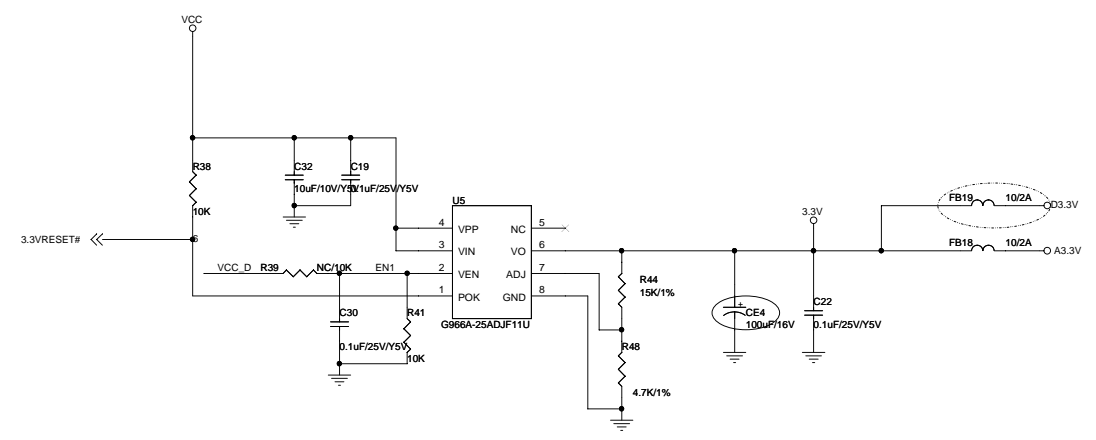 VCC
R38
10K
C32
10uF/10V/Y5V
C19
0.1uF/25V/Y5V
3.3VRESET#
6
U5
4
VPP
NC
5
3
VIN
VO
6
2
VEN
ADJ
7
1
POK
GND
8
G966A-25ADJF11U
VCC_D
R39
NC/10K
EN1
C30
0.1uF/25V/Y5V
R41
10K
R44
15K/1%
R48
4.7K/1%
+
CE4
100uF/16V
3.3V
C22
0.1uF/25V/Y5V
FB19
10/2A
D3.3V
FB18
10/2A
A3.3V